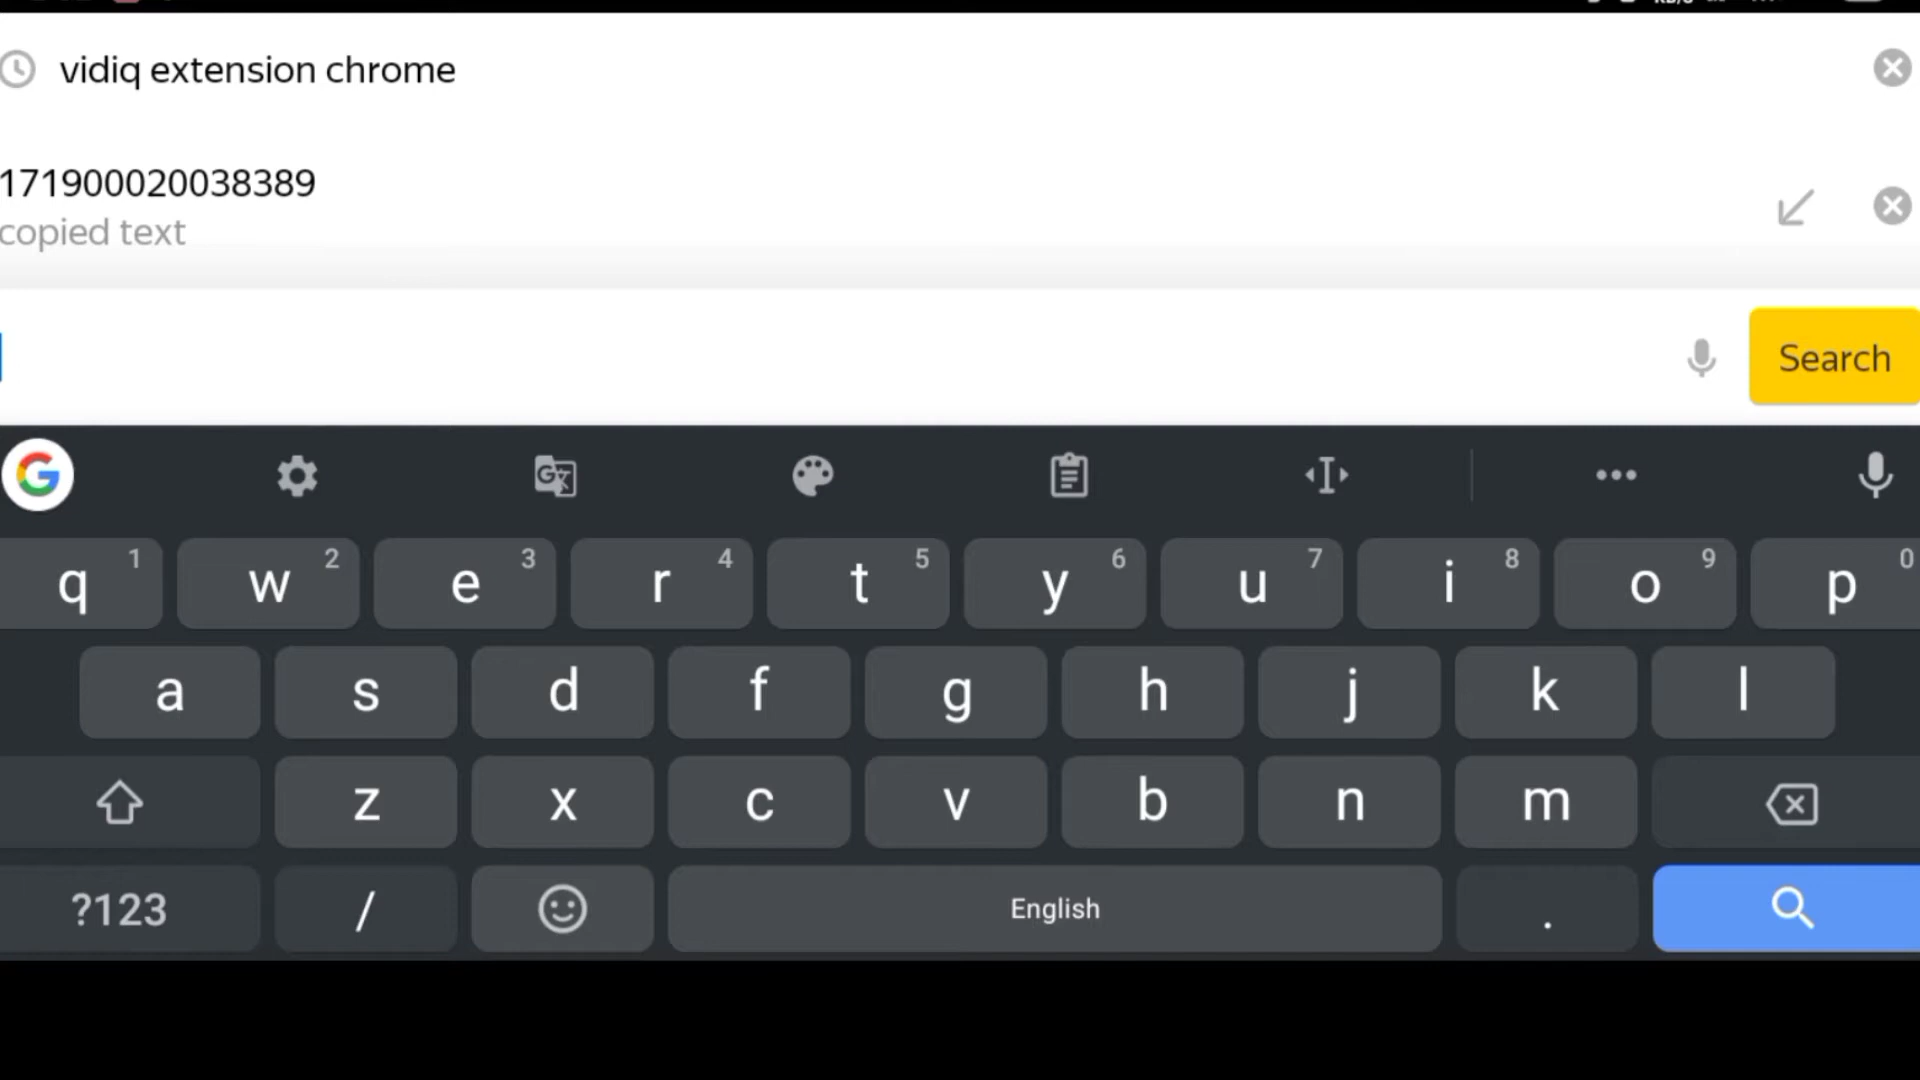 vidiq extension chrome
171900020038389
copied text
Search
q 1 w 2 e 3 r 4 t 5 y 6 u 7 i 8 o 9 p 0
a s d f g h j k l
z x c v b n m
?123 / English .